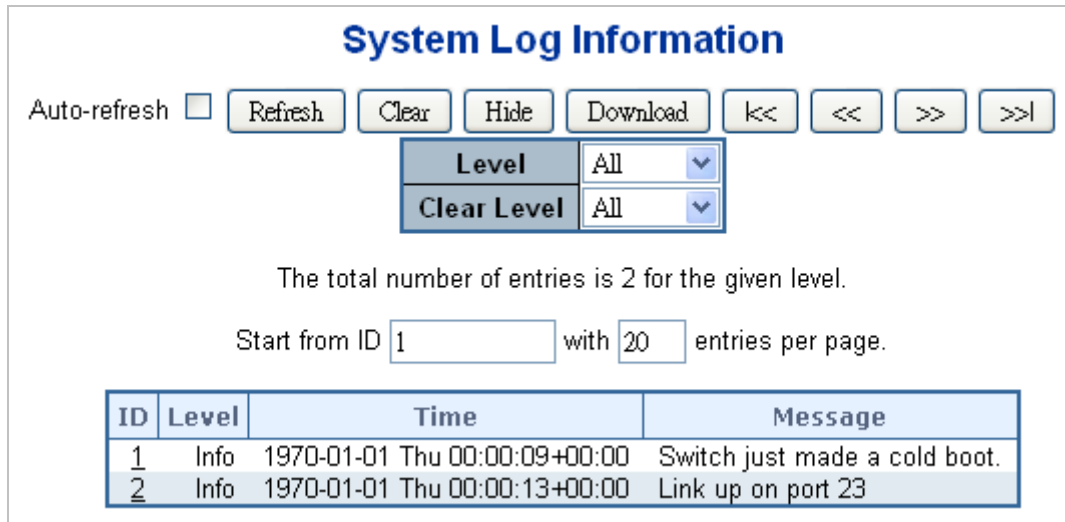 System Log Information
Auto-refresh Refresh Clear Hide Download |<< << >> >>|
Level All
Clear Level All
The total number of entries is 2 for the given level.
Start from ID 1 with 20 entries per page.
ID Level Time Message
1 Info 1970-01-01 Thu 00:00:09+00:00 Switch just made a cold boot.
2 Info 1970-01-01 Thu 00:00:13+00:00 Link up on port 23